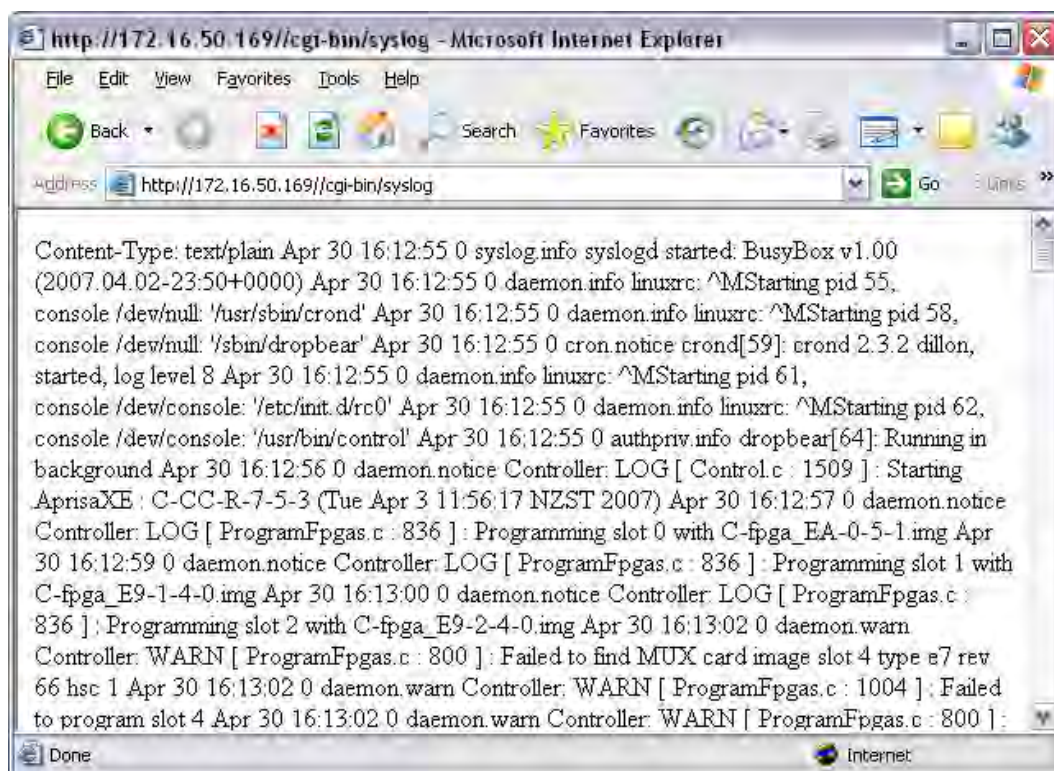 http://172.16.50.169//cgi-bin/syslog - Microsoft Internet Explorer
File Edit View Favorites Tools Help
Back Search Favorites
Address http://172.16.50.169//cgi-bin/syslog Go Links »
Content-Type: text/plain Apr 30 16:12:55 0 syslog.info syslogd started: BusyBox v1.00
(2007.04.02-23:50+0000) Apr 30 16:12:55 0 daemon.info linuxrc: ^MStarting pid 55,
console /dev/null: '/usr/sbin/crond' Apr 30 16:12:55 0 daemon.info linuxrc: ^MStarting pid 58,
console /dev/null: '/sbin/dropbear' Apr 30 16:12:55 0 cron.notice crond[59]: crond 2.3.2 dillon,
started, log level 8 Apr 30 16:12:55 0 daemon.info linuxrc: ^MStarting pid 61,
console /dev/console: '/etc/init.d/rc0' Apr 30 16:12:55 0 daemon.info linuxrc: ^MStarting pid 62,
console /dev/console: '/usr/bin/control' Apr 30 16:12:55 0 authpriv.info dropbear[64]: Running in
background Apr 30 16:12:56 0 daemon.notice Controller: LOG [ Control.c : 1509 ] : Starting
AprisaXE : C-CC-R-7-5-3 (Tue Apr 3 11:56:17 NZST 2007) Apr 30 16:12:57 0 daemon.notice
Controller: LOG [ ProgramFpgas.c : 836 ] : Programming slot 0 with C-fpga_EA-0-5-1.img Apr
30 16:12:59 0 daemon.notice Controller: LOG [ ProgramFpgas.c : 836 ] : Programming slot 1 with
C-fpga_E9-1-4-0.img Apr 30 16:13:00 0 daemon.notice Controller: LOG [ ProgramFpgas.c :
836 ] : Programming slot 2 with C-fpga_E9-2-4-0.img Apr 30 16:13:02 0 daemon.warn
Controller: WARN [ ProgramFpgas.c : 800 ] : Failed to find MUX card image slot 4 type e7 rev
66 hsc 1 Apr 30 16:13:02 0 daemon.warn Controller: WARN [ ProgramFpgas.c : 1004 ] : Failed
to program slot 4 Apr 30 16:13:02 0 daemon.warn Controller: WARN [ ProgramFpgas.c : 800 ] :
Done Internet